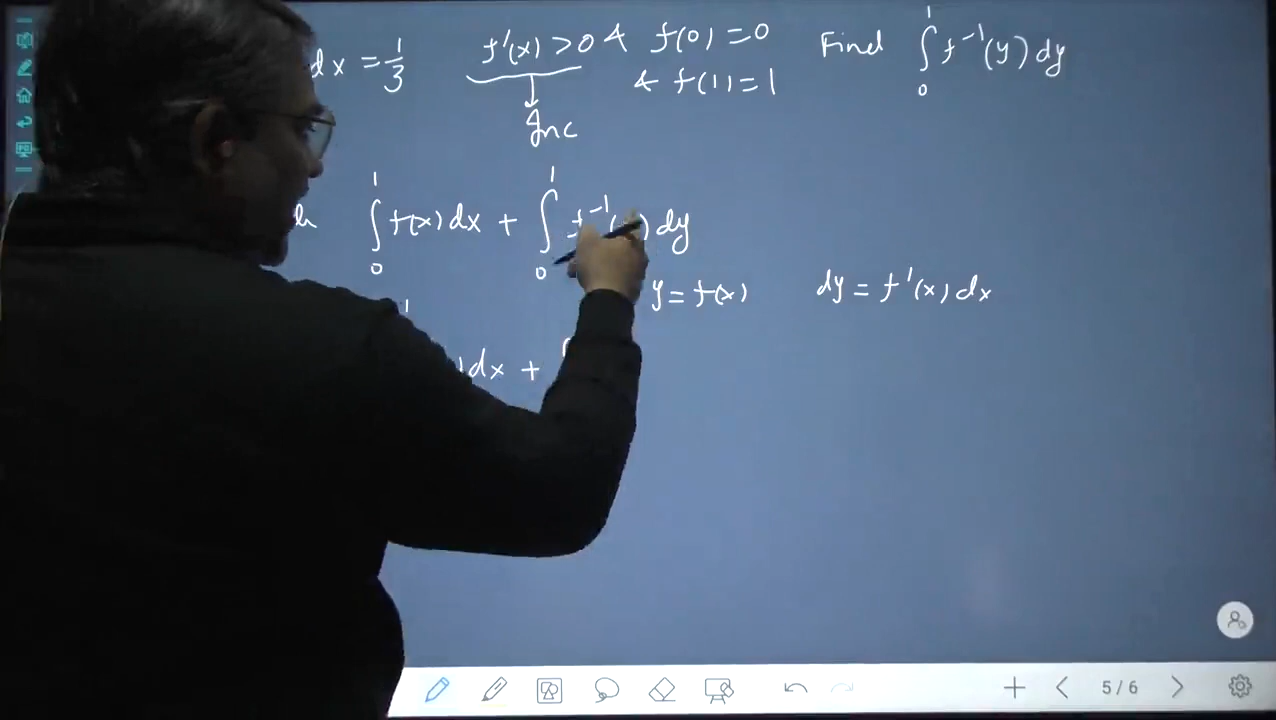 dx = 1/3 f'(x) > 0 & f(0) = 0 Find ∫₀¹ f⁻¹(y) dy
& f(1) = 1
Inc
∫₀¹ f(x) dx + ∫₀¹ f⁻¹( ) dy
y = f(x) dy = f'(x) dx
1
) dx +
5 / 6